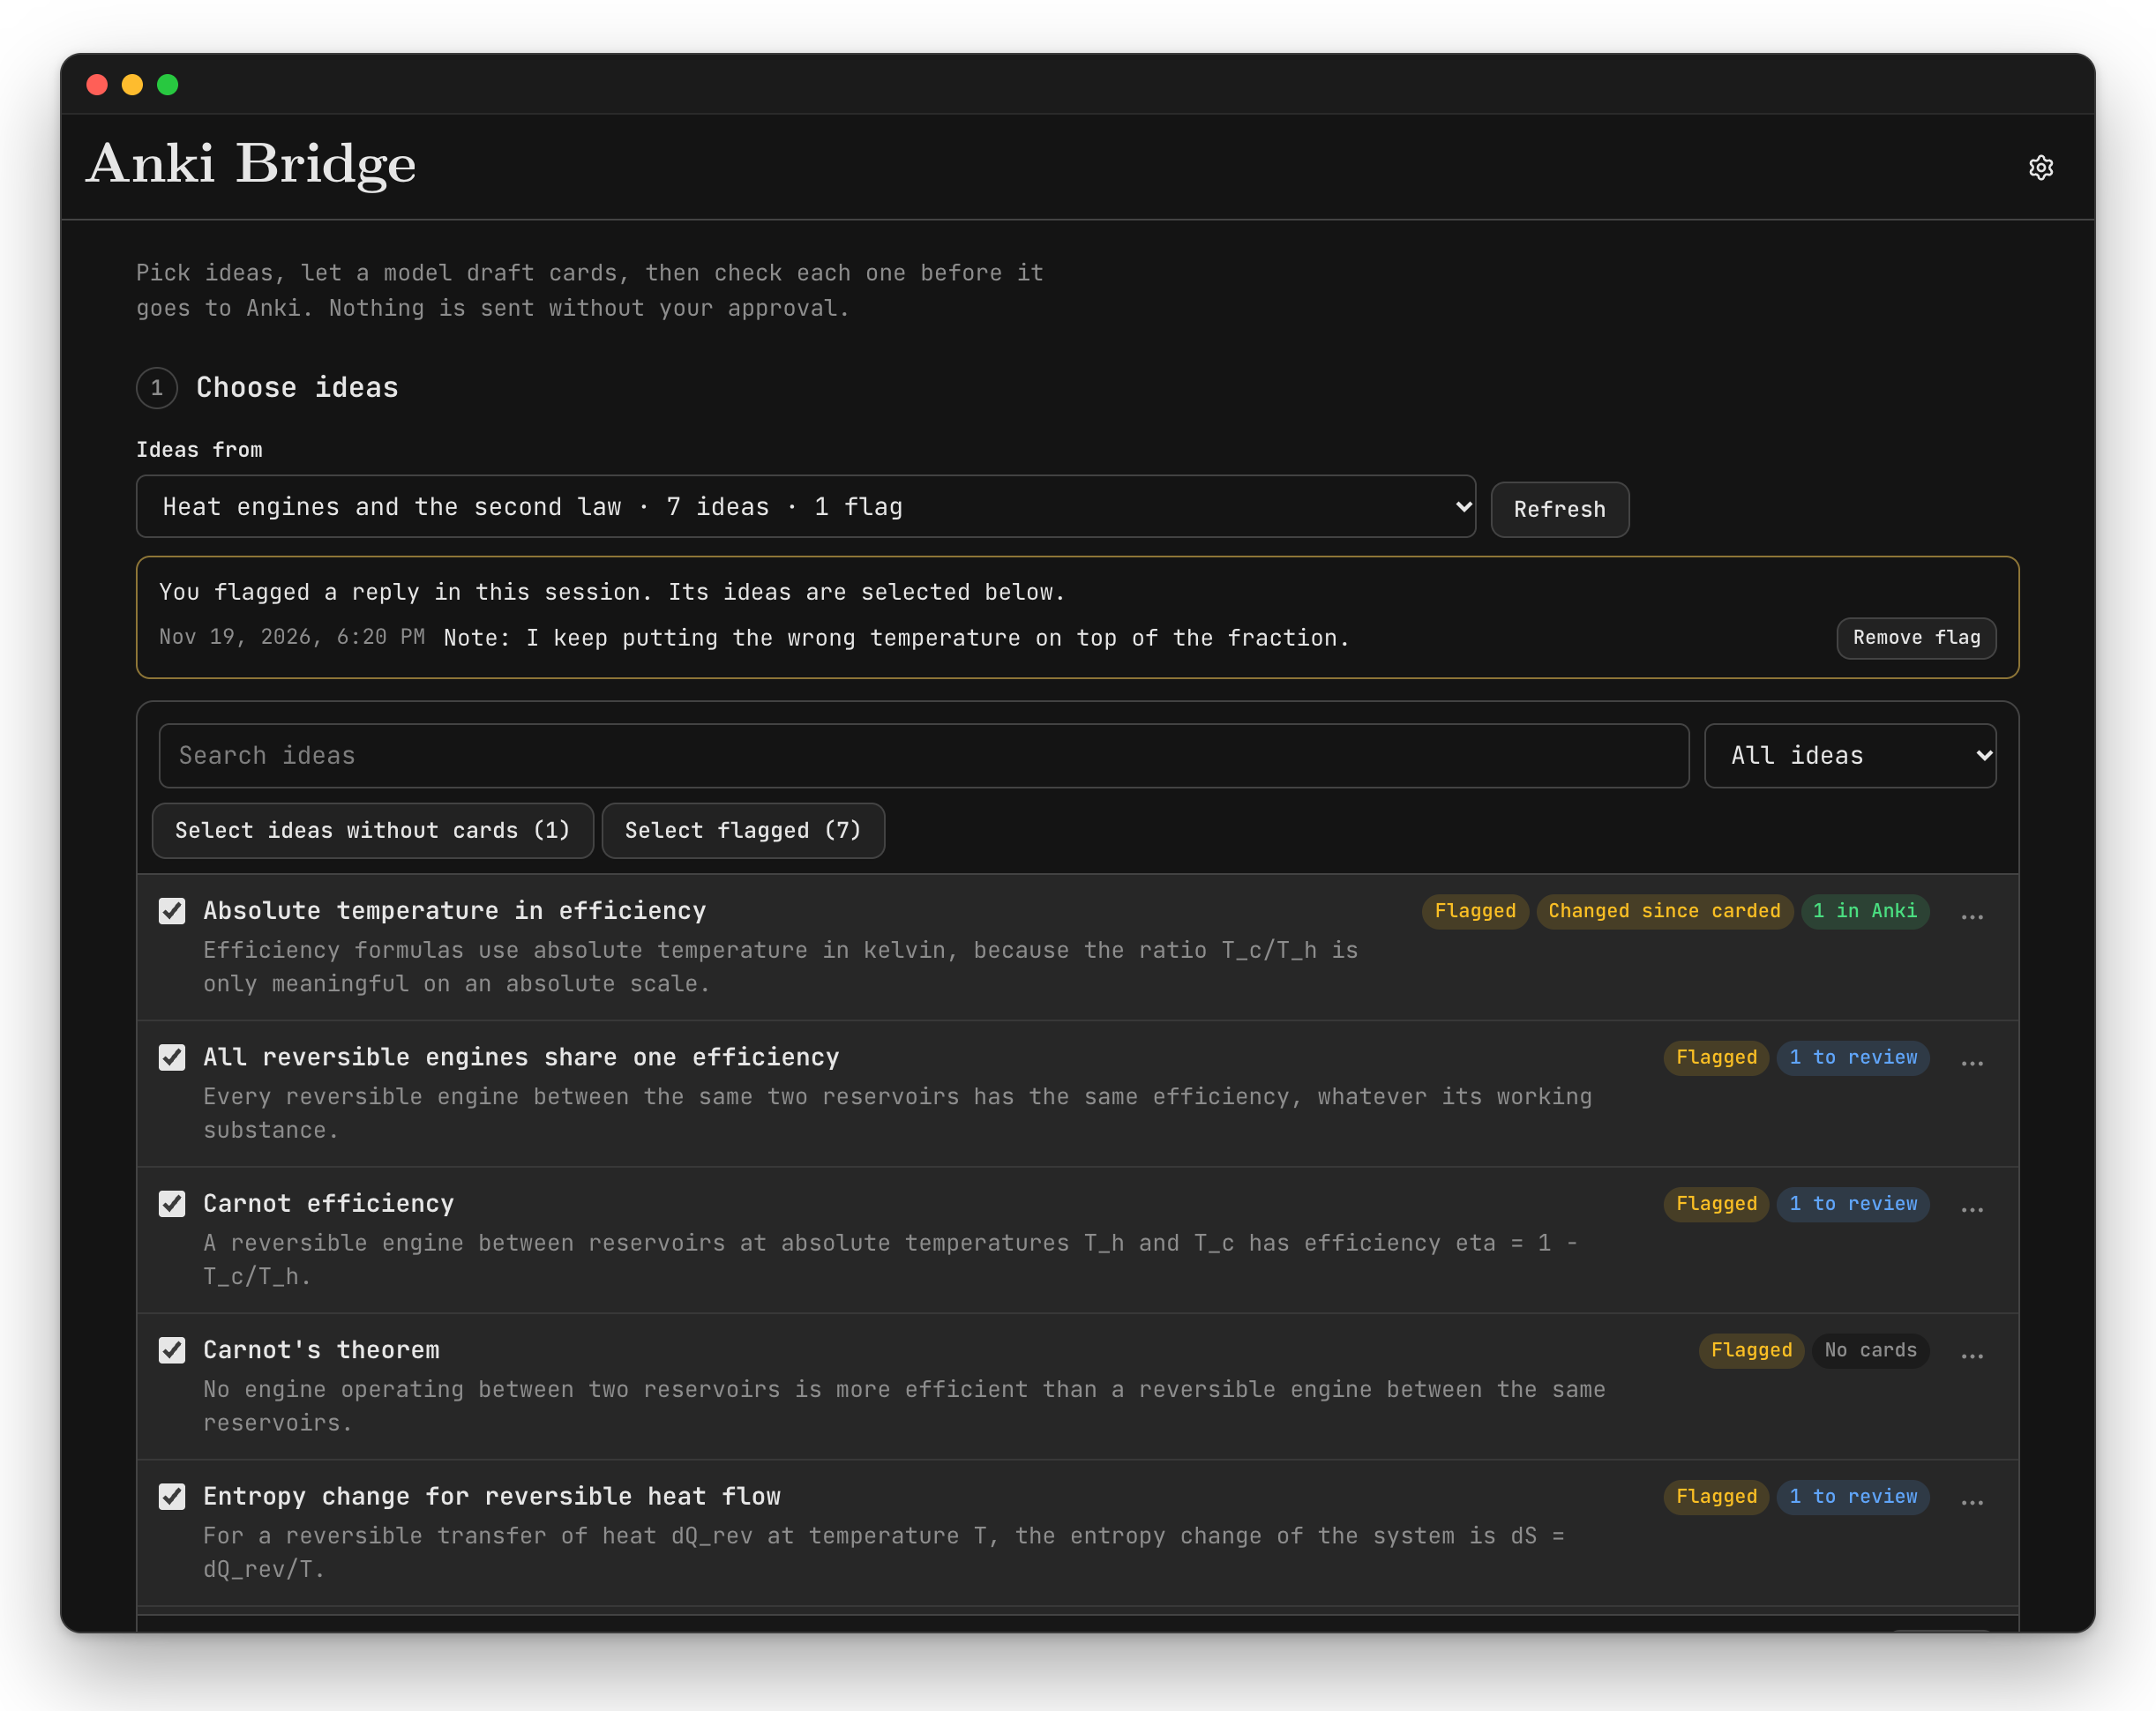 Anki Bridge
Pick ideas, let a model draft cards, then check each one before it
goes to Anki. Nothing is sent without your approval.
1 Choose ideas
Ideas from
Heat engines and the second law · 7 ideas · 1 flag
Refresh
You flagged a reply in this session. Its ideas are selected below.
Nov 19, 2026, 6:20 PM Note: I keep putting the wrong temperature on top of the fraction.
Remove flag
Search ideas
All ideas
Select ideas without cards (1) Select flagged (7)
Absolute temperature in efficiency
Flagged Changed since carded 1 in Anki ...
Efficiency formulas use absolute temperature in kelvin, because the ratio T_c/T_h is
only meaningful on an absolute scale.
All reversible engines share one efficiency
Flagged 1 to review ...
Every reversible engine between the same two reservoirs has the same efficiency, whatever its working
substance.
Carnot efficiency
Flagged 1 to review ...
A reversible engine between reservoirs at absolute temperatures T_h and T_c has efficiency eta = 1 -
T_c/T_h.
Carnot's theorem
Flagged No cards ...
No engine operating between two reservoirs is more efficient than a reversible engine between the same
reservoirs.
Entropy change for reversible heat flow
Flagged 1 to review ...
For a reversible transfer of heat dQ_rev at temperature T, the entropy change of the system is dS =
dQ_rev/T.